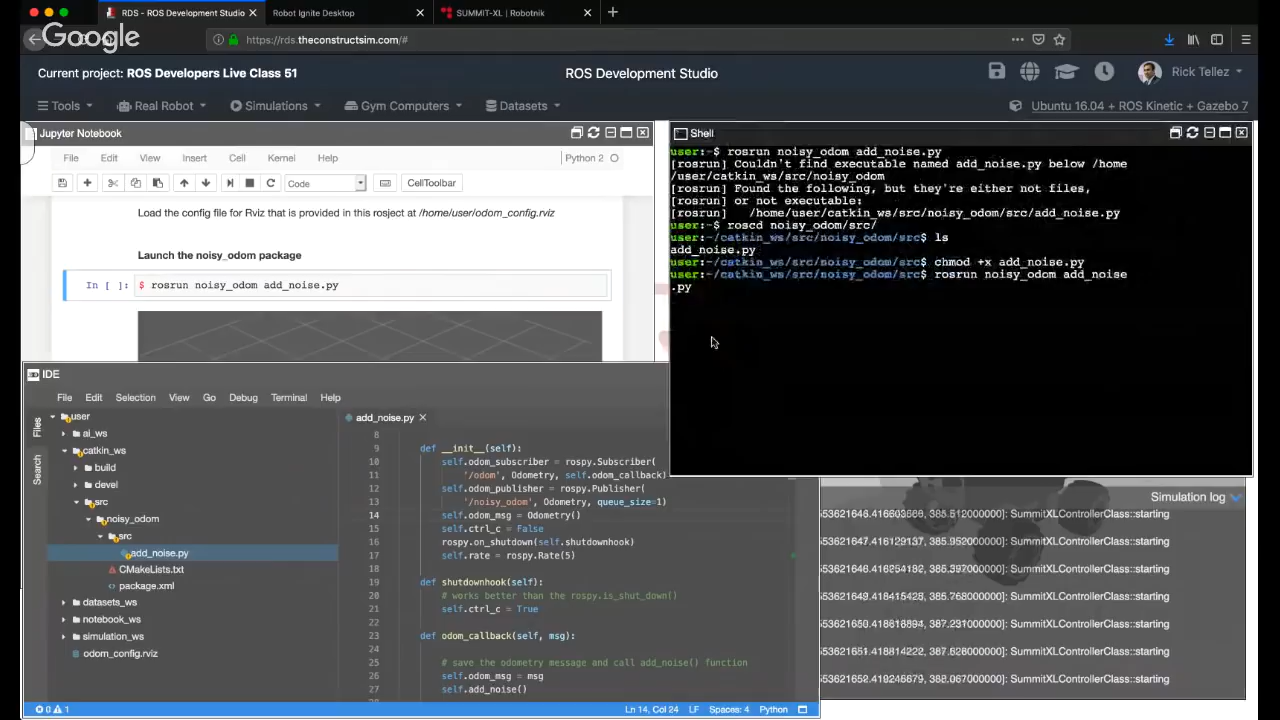 RDS - ROS Development Studio
Robot Ignite Desktop
SUMMIT-XL | Robotnik
Google
https://rds.theconstructsim.com/#
Current project: ROS Developers Live Class 51
ROS Development Studio
Rick Tellez
Tools
Real Robot
Simulations
Gym Computers
Datasets
Ubuntu 16.04 + ROS Kinetic + Gazebo 7
Jupyter Notebook
File Edit View Insert Cell Kernel Help
Python 2
Code
CellToolbar
Load the config file for Rviz that is provided in this rosject at /home/user/odom_config.rviz
Launch the noisy_odom package
In [ ]: $ rosrun noisy_odom add_noise.py
Shell
user:~$ rosrun noisy_odom add_noise.py
[rosrun] Couldn't find executable named add_noise.py below /home
/user/catkin_ws/src/noisy_odom
[rosrun] Found the following, but they're either not files,
[rosrun] or not executable:
[rosrun]   /home/user/catkin_ws/src/noisy_odom/src/add_noise.py
user:~$ roscd noisy_odom/src/
user:~/catkin_ws/src/noisy_odom/src$ ls
add_noise.py
user:~/catkin_ws/src/noisy_odom/src$ chmod +x add_noise.py
user:~/catkin_ws/src/noisy_odom/src$ rosrun noisy_odom add_noise
.py
IDE
File Edit Selection View Go Debug Terminal Help
Files
Search
user
ai_ws
catkin_ws
build
devel
src
noisy_odom
src
add_noise.py
CMakeLists.txt
package.xml
datasets_ws
notebook_ws
simulation_ws
odom_config.rviz
add_noise.py
8
9 def __init__(self):
10 self.odom_subscriber = rospy.Subscriber(
11 '/odom', Odometry, self.odom_callback)
12 self.odom_publisher = rospy.Publisher(
13 '/noisy_odom', Odometry, queue_size=1)
14 self.odom_msg = Odometry()
15 self.ctrl_c = False
16 rospy.on_shutdown(self.shutdownhook)
17 self.rate = rospy.Rate(5)
18
19 def shutdownhook(self):
20 # works better than the rospy.is_shut_down()
21 self.ctrl_c = True
22
23 def odom_callback(self, msg):
24
25 # save the odometry message and call add_noise() function
26 self.odom_msg = msg
27 self.add_noise()
0 1
Ln 14, Col 24 LF Spaces: 4 Python
Simulation log
SummitXLControllerClass::starting
SummitXLControllerClass::starting
SummitXLControllerClass::starting
SummitXLControllerClass::starting
SummitXLControllerClass::starting
SummitXLControllerClass::starting
SummitXLControllerClass::starting